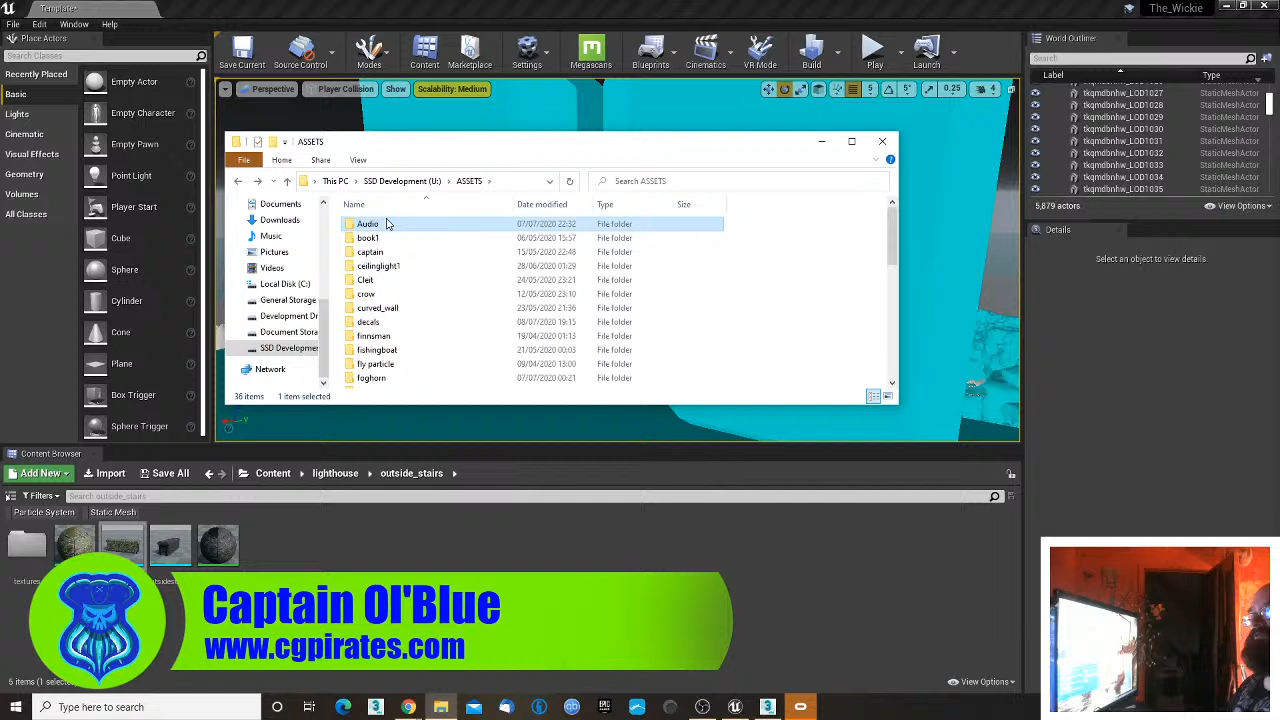 Template*
The_Wickie
File Edit Window Help
Place Actors
Search Classes
Recently Placed
Basic
Lights
Cinematic
Visual Effects
Geometry
Volumes
All Classes
Empty Actor
Empty Character
Empty Pawn
Point Light
Player Start
Cube
Sphere
Cylinder
Cone
Plane
Box Trigger
Sphere Trigger
Save Current Source Control Modes Content Marketplace Settings Megascans Blueprints Cinematics VR Mode Build Play Launch
Perspective Player Collision Show Scalability: Medium 5 5° 0.25 4
ASSETS
File Home Share View
This PC > SSD Development (U:) > ASSETS >
Search ASSETS
Documents
Downloads
Music
Pictures
Videos
Local Disk (C:)
General Storage
Development Dr
Document Stora
SSD Developme
Network
Name Date modified Type Size
Audio 07/07/2020 22:32 File folder
book1 06/05/2020 15:57 File folder
captain 15/05/2020 22:48 File folder
ceilinglight1 28/06/2020 01:29 File folder
Cleit 24/05/2020 23:21 File folder
crow 12/05/2020 23:10 File folder
curved_wall 23/05/2020 21:36 File folder
decals 08/07/2020 19:15 File folder
finnsman 19/04/2020 01:13 File folder
fishingboat 21/05/2020 00:03 File folder
fly particle 09/04/2020 13:00 File folder
foghorn 07/07/2020 00:21 File folder
36 items 1 item selected
World Outliner
Search
Label Type
tkqmdbnhw_LOD1027 StaticMeshActor
tkqmdbnhw_LOD1028 StaticMeshActor
tkqmdbnhw_LOD1029 StaticMeshActor
tkqmdbnhw_LOD1030 StaticMeshActor
tkqmdbnhw_LOD1031 StaticMeshActor
tkqmdbnhw_LOD1032 StaticMeshActor
tkqmdbnhw_LOD1033 StaticMeshActor
tkqmdbnhw_LOD1034 StaticMeshActor
tkqmdbnhw_LOD1035 StaticMeshActor
5,879 actors View Options
Details
Select an object to view details.
Content Browser
Add New Import Save All Content lighthouse outside_stairs
Filters Search outside_stairs
Particle System Static Mesh
textures
Captain Ol'Blue
www.cgpirates.com
5 items (1 selected View Options
Type here to search